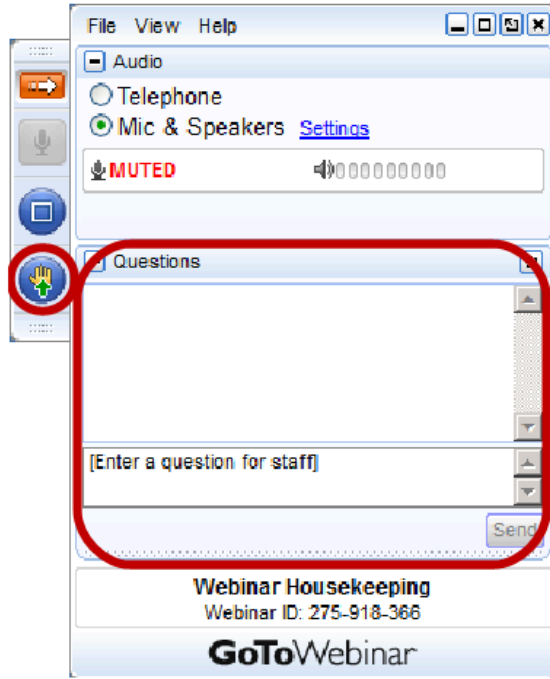 File View Help
Audio
Telephone
Mic & Speakers Settings
MUTED 000000000
Questions
[Enter a question for staff]
Send
Webinar Housekeeping
Webinar ID: 275-918-366
GoToWebinar